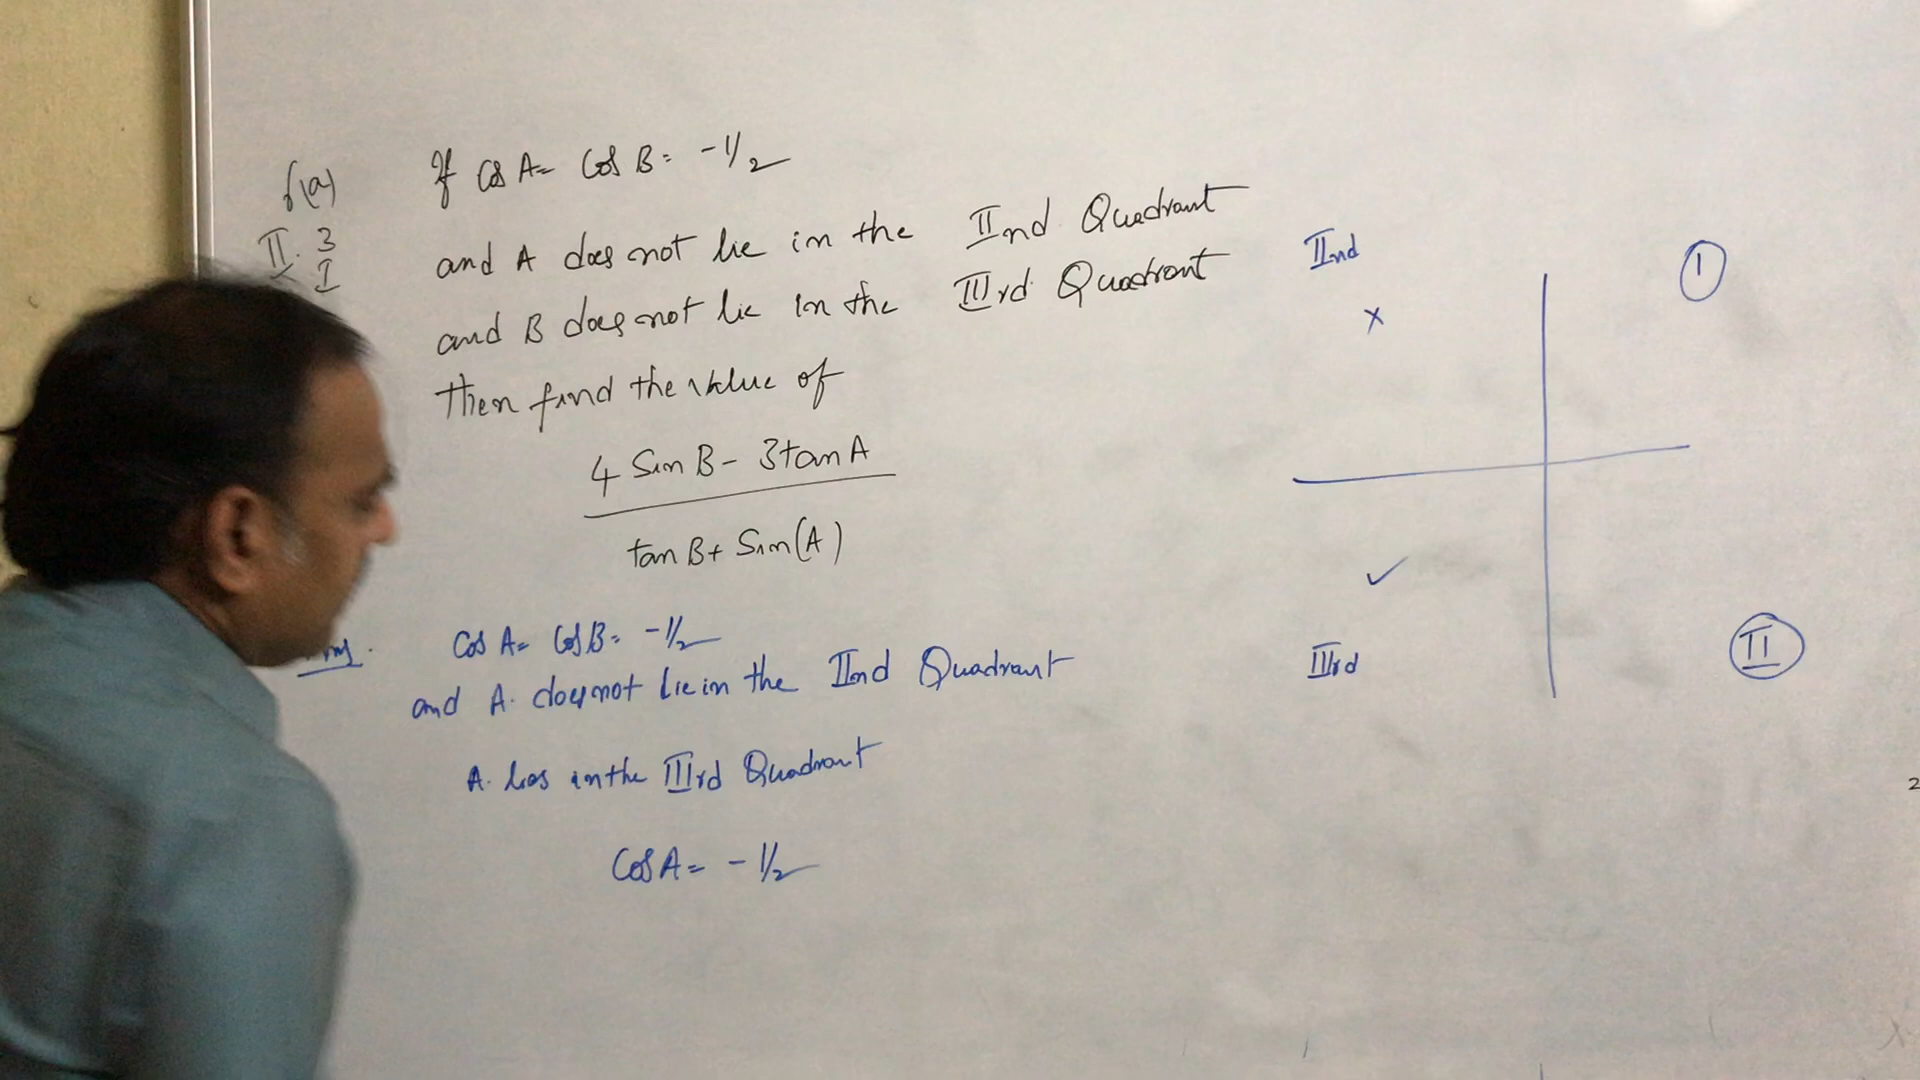 If Cos A = Cos B = -1/2
and A does not lie in the IInd Quadrant
and B does not lie in the IIIrd Quadrant
Then find the value of
4 Sin B - 3 tan A
tan B + Sin(A)
Cos A = Cos B = -1/2
and A. does not lie in the IInd Quadrant
A. lies in the IIIrd Quadrant
Cos A = -1/2
(a)
II. 3
I
IInd
I
x
✓
IIIrd
II
2